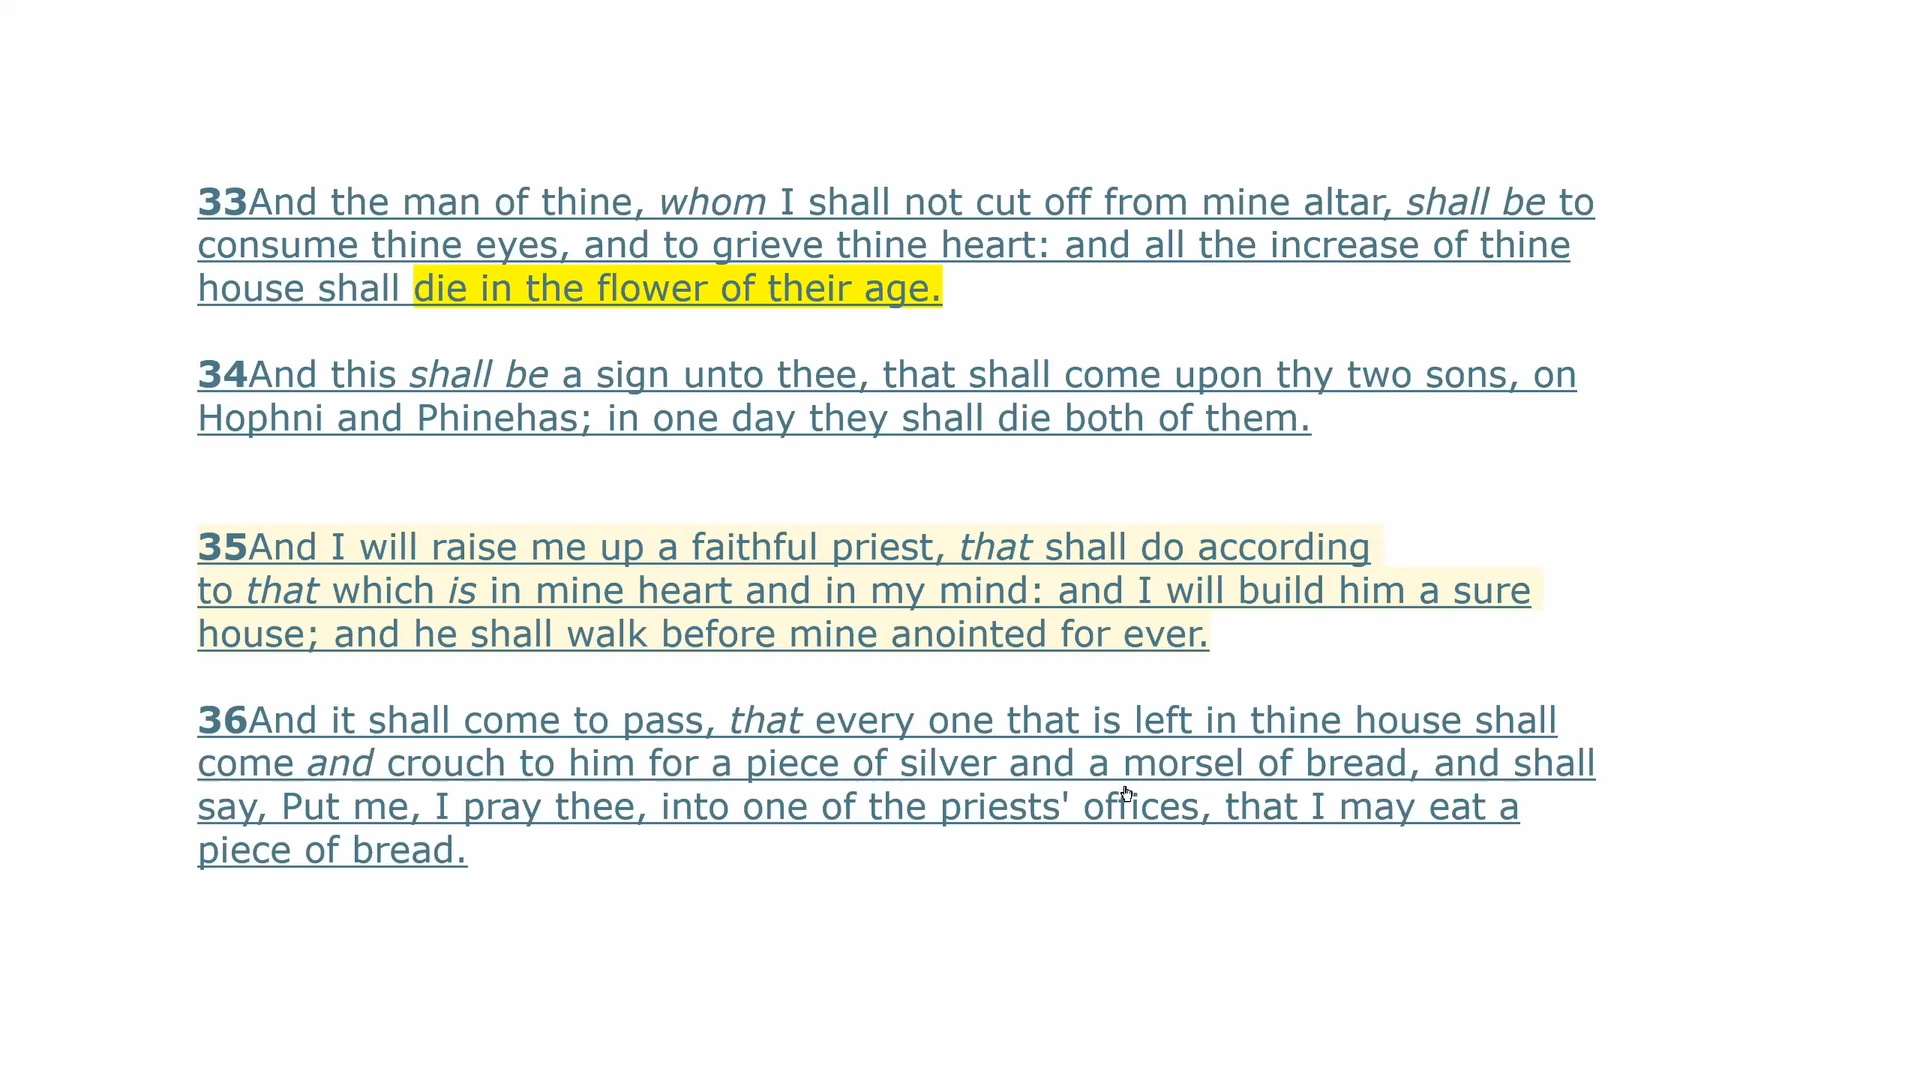 33And the man of thine, whom I shall not cut off from mine altar, shall be to
consume thine eyes, and to grieve thine heart: and all the increase of thine
house shall die in the flower of their age.
34And this shall be a sign unto thee, that shall come upon thy two sons, on
Hophni and Phinehas; in one day they shall die both of them.
35And I will raise me up a faithful priest, that shall do according
to that which is in mine heart and in my mind: and I will build him a sure
house; and he shall walk before mine anointed for ever.
36And it shall come to pass, that every one that is left in thine house shall
come and crouch to him for a piece of silver and a morsel of bread, and shall
say, Put me, I pray thee, into one of the priests' offices, that I may eat a
piece of bread.